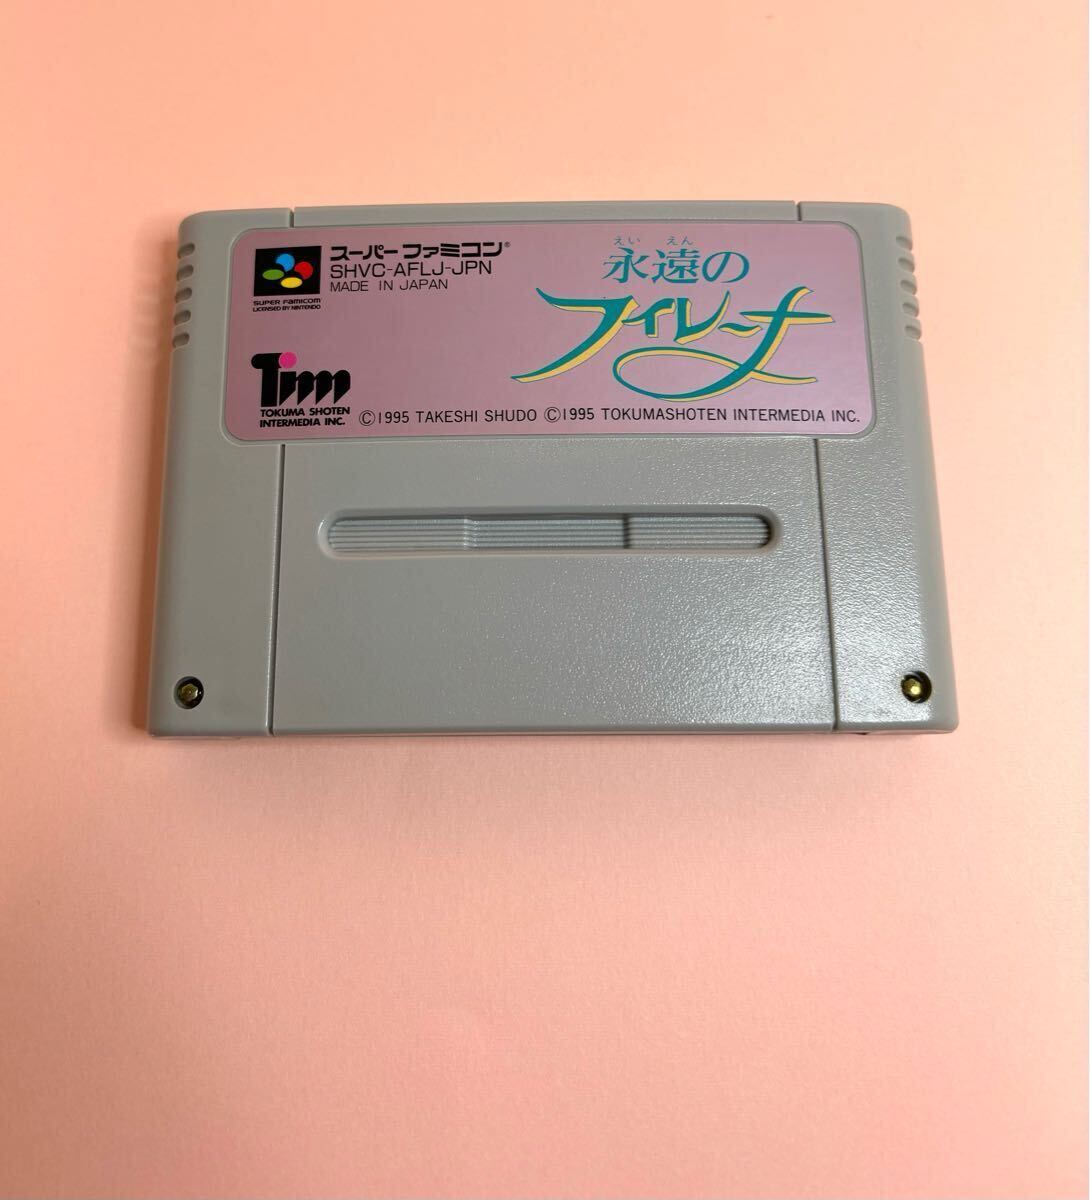 スーパーファミコン®
SHVC-AFLJ-JPN
MADE IN JAPAN
SUPER FAMICOM
LICENSED BY NINTENDO
えい えん
永遠の
フィレーナ
Tim
TOKUMA SHOTEN
INTERMEDIA INC.
©1995 TAKESHI SHUDO ©1995 TOKUMASHOTEN INTERMEDIA INC.